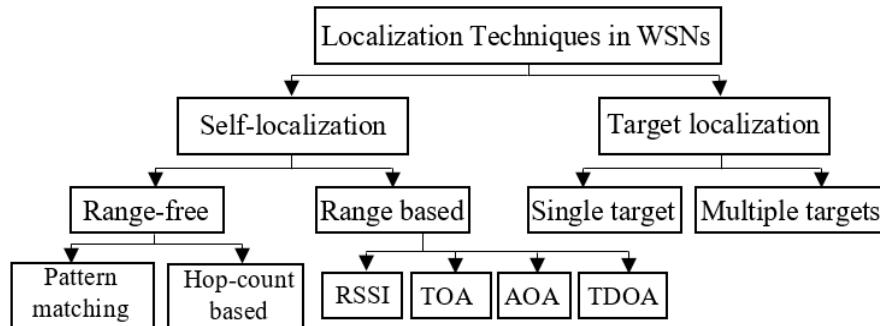 Localization Techniques in WSNs
Self-localization
Target localization
Range-free
Range based
Single target
Multiple targets
Pattern
matching
Hop-count
based
RSSI
TOA
AOA
TDOA